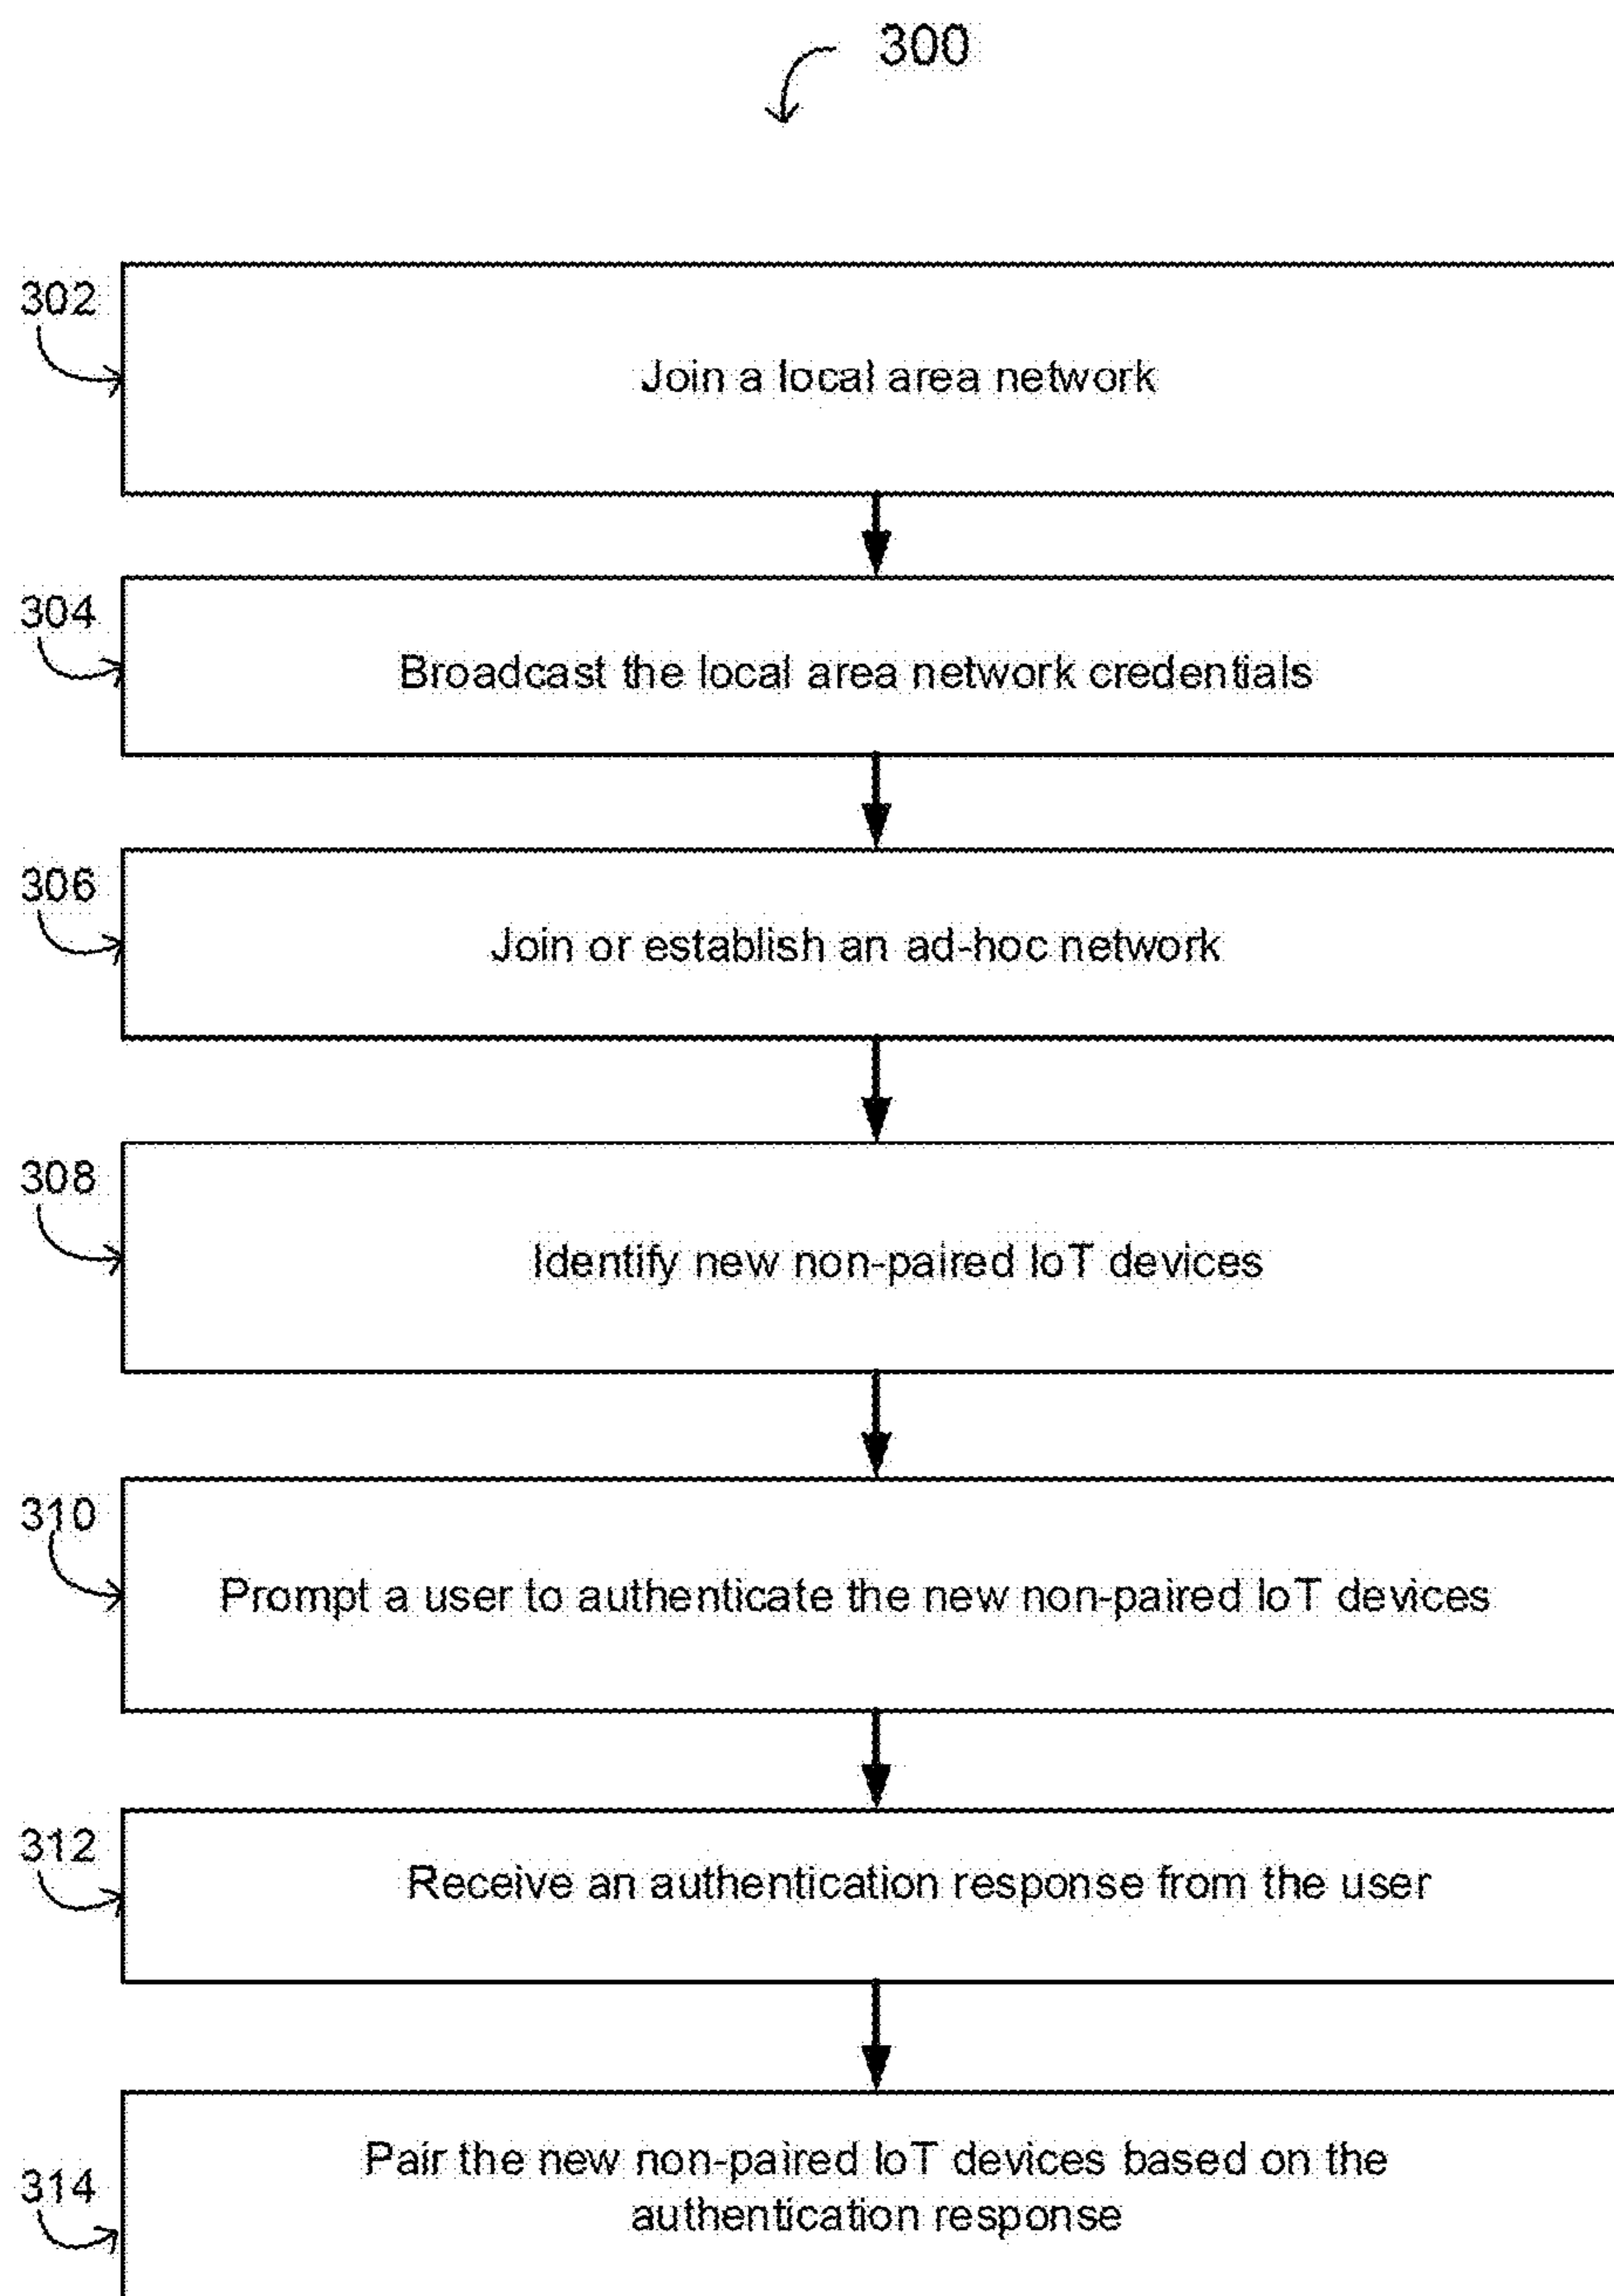 300
302
Join a local area network
304
Broadcast the local area network credentials
306
Join or establish an ad-hoc network
308
Identify new non-paired IoT devices
310
Prompt a user to authenticate the new non-paired IoT devices
312
Receive an authentication response from the user
314
Pair the new non-paired IoT devices based on the
authentication response